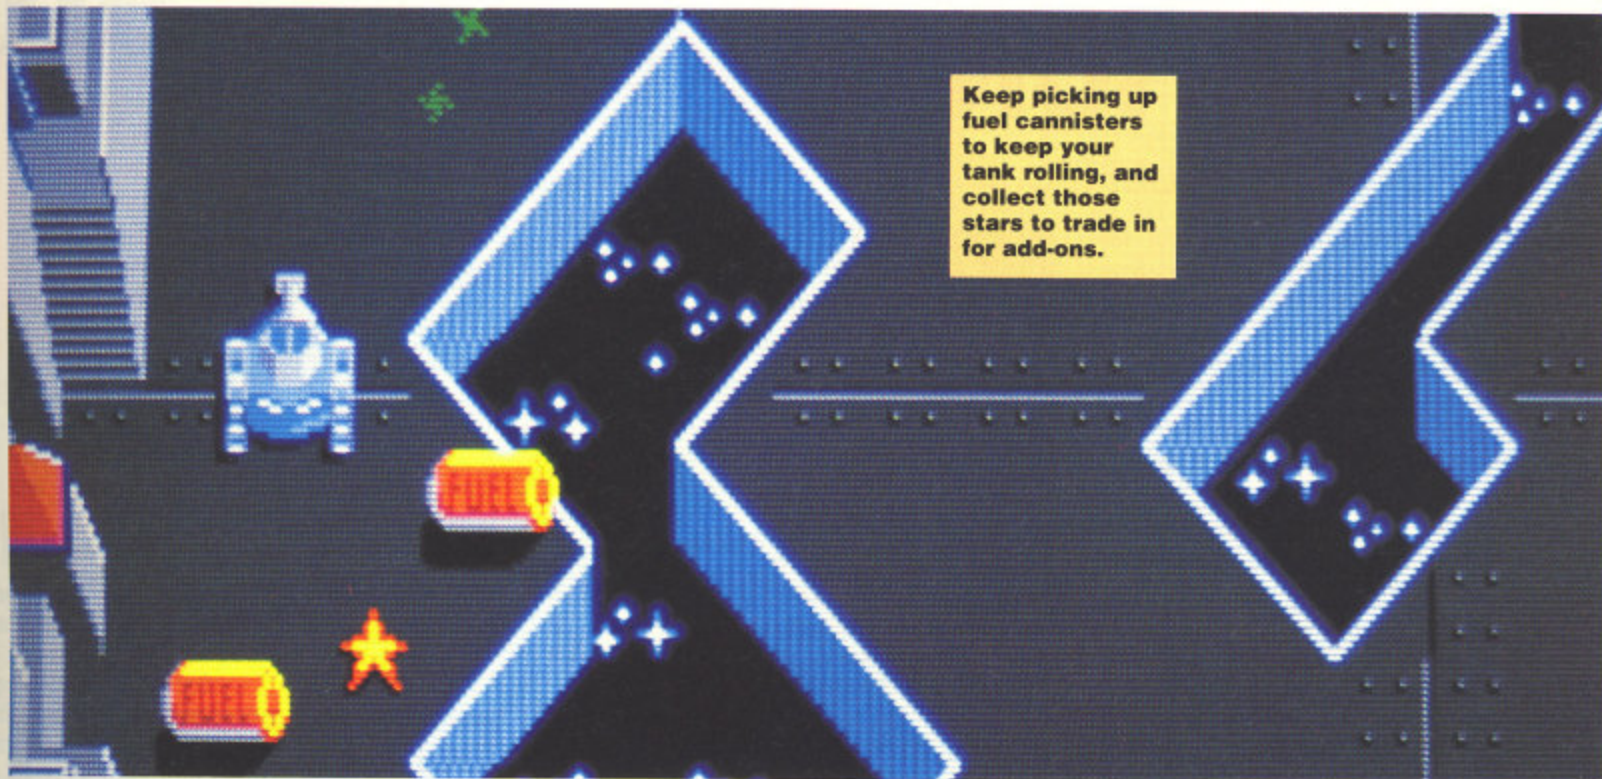 Keep picking up
fuel cannisters
to keep your
tank rolling, and
collect those
stars to trade in
for add-ons.
FUEL
FUEL